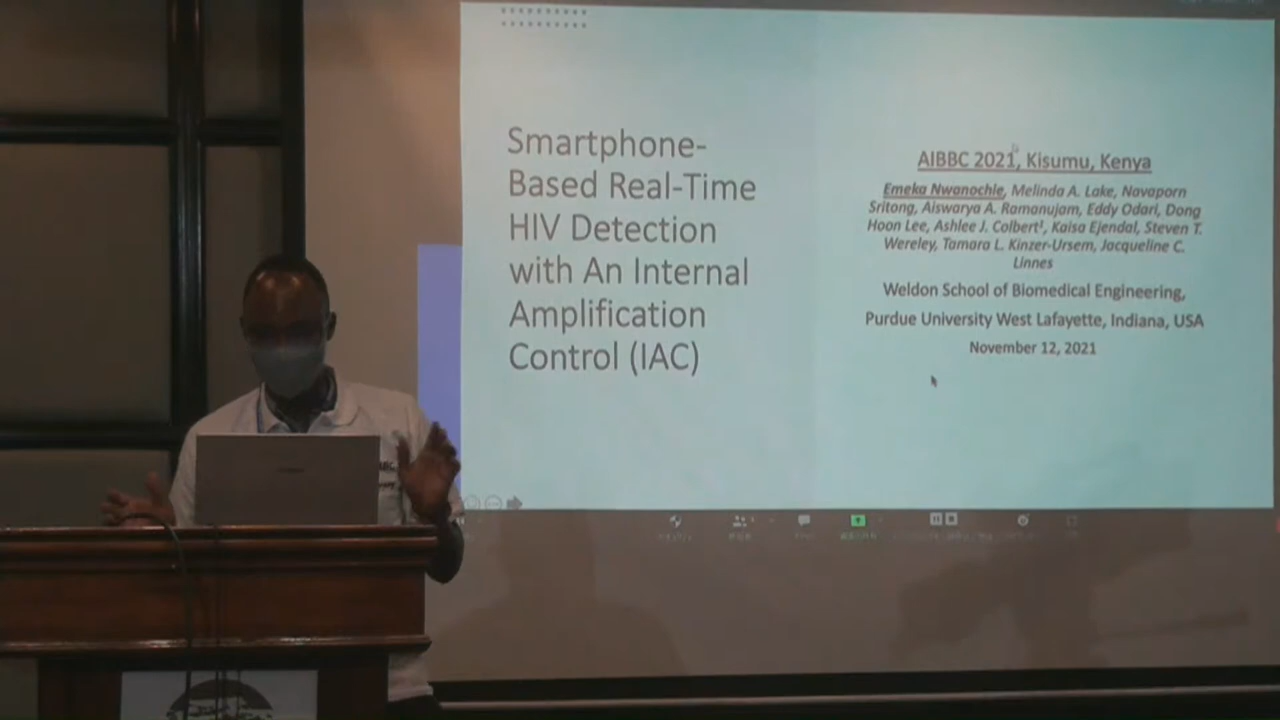 Smartphone-
Based Real-Time
HIV Detection
with An Internal
Amplification
Control (IAC)
AIBBC 2021, Kisumu, Kenya
Emeka Nwanochle, Melinda A. Lake, Navaporn
Sritong, Aiswarya A. Ramanujam, Eddy Odari, Dong
Hoon Lee, Ashlee J. Colbert¹, Kaisa Ejendal, Steven T.
Wereley, Tamara L. Kinzer-Ursem, Jacqueline C.
Linnes
Weldon School of Biomedical Engineering,
Purdue University West Lafayette, Indiana, USA
November 12, 2021